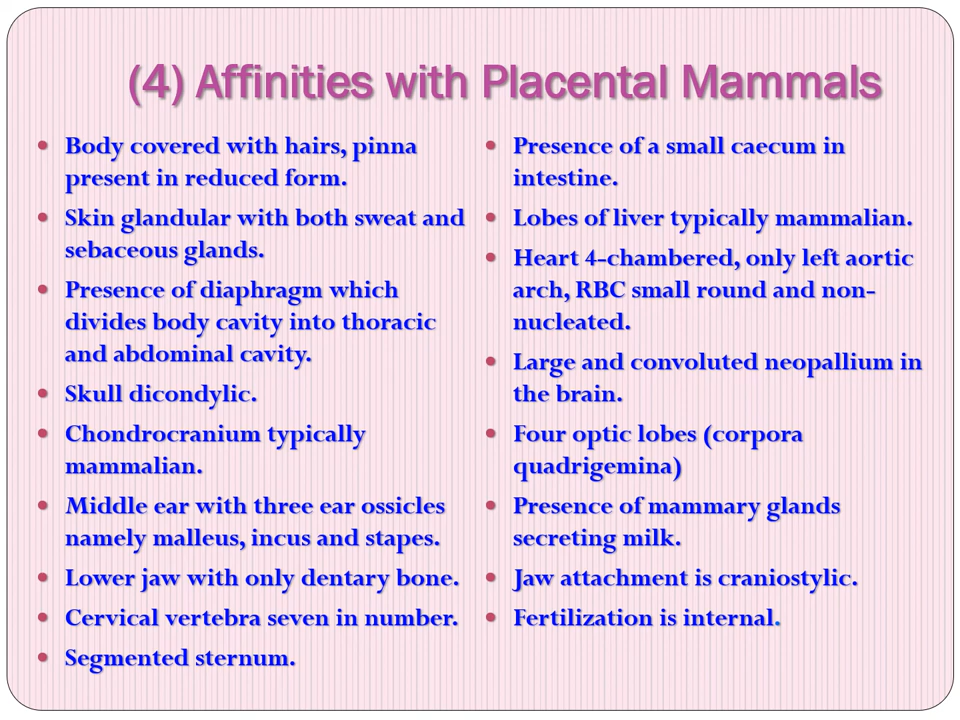 (4) Affinities with Placental Mammals
• Body covered with hairs, pinna
present in reduced form.
• Skin glandular with both sweat and
sebaceous glands.
• Presence of diaphragm which
divides body cavity into thoracic
and abdominal cavity.
• Skull dicondylic.
• Chondrocranium typically
mammalian.
• Middle ear with three ear ossicles
namely malleus, incus and stapes.
• Lower jaw with only dentary bone.
• Cervical vertebra seven in number.
• Segmented sternum.
• Presence of a small caecum in
intestine.
• Lobes of liver typically mammalian.
• Heart 4-chambered, only left aortic
arch, RBC small round and non-
nucleated.
• Large and convoluted neopallium in
the brain.
• Four optic lobes (corpora
quadrigemina)
• Presence of mammary glands
secreting milk.
• Jaw attachment is craniostylic.
• Fertilization is internal.